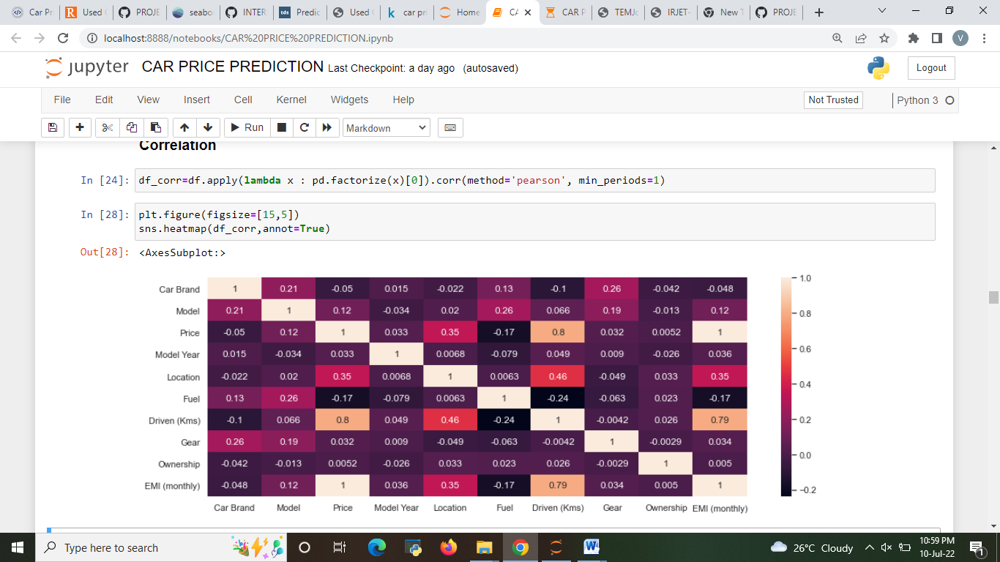 Car Pr
Used
PROJE
seabo
INTER
Predic
Used
car pr
Home
CA
CAR P
TEMJ
IRJET-
New T
PROJE
localhost:8888/notebooks/CAR%20PRICE%20PREDICTION.ipynb
V
jupyter CAR PRICE PREDICTION Last Checkpoint: a day ago (autosaved)
Logout
File Edit View Insert Cell Kernel Widgets Help
Not Trusted
Python 3
Run
Markdown
Correlation
In [24]: df_corr=df.apply(lambda x : pd.factorize(x)[0]).corr(method='pearson', min_periods=1)
In [28]: plt.figure(figsize=[15,5])
sns.heatmap(df_corr,annot=True)
Out[28]: <AxesSubplot:>
Car Brand 1 0.21 -0.05 0.015 -0.022 0.13 -0.1 0.26 -0.042 -0.048
Model 0.21 1 0.12 -0.034 0.02 0.26 0.066 0.19 -0.013 0.12
Price -0.05 0.12 1 0.033 0.35 -0.17 0.8 0.032 0.0052 1
Model Year 0.015 -0.034 0.033 1 0.0068 -0.079 0.049 0.009 -0.026 0.036
Location -0.022 0.02 0.35 0.0068 1 0.0063 0.46 -0.049 0.033 0.35
Fuel 0.13 0.26 -0.17 -0.079 0.0063 1 -0.24 -0.063 0.023 -0.17
Driven (Kms) -0.1 0.066 0.8 0.049 0.46 -0.24 1 -0.0042 0.026 0.79
Gear 0.26 0.19 0.032 0.009 -0.049 -0.063 -0.0042 1 -0.0029 0.034
Ownership -0.042 -0.013 0.0052 -0.026 0.033 0.023 0.026 -0.0029 1 0.005
EMI (monthly) -0.048 0.12 1 0.036 0.35 -0.17 0.79 0.034 0.005 1
Car Brand Model Price Model Year Location Fuel Driven (Kms) Gear Ownership EMI (monthly)
1.0
0.8
0.6
0.4
0.2
0.0
-0.2
Type here to search
26°C Cloudy
10:59 PM
10-Jul-22
1